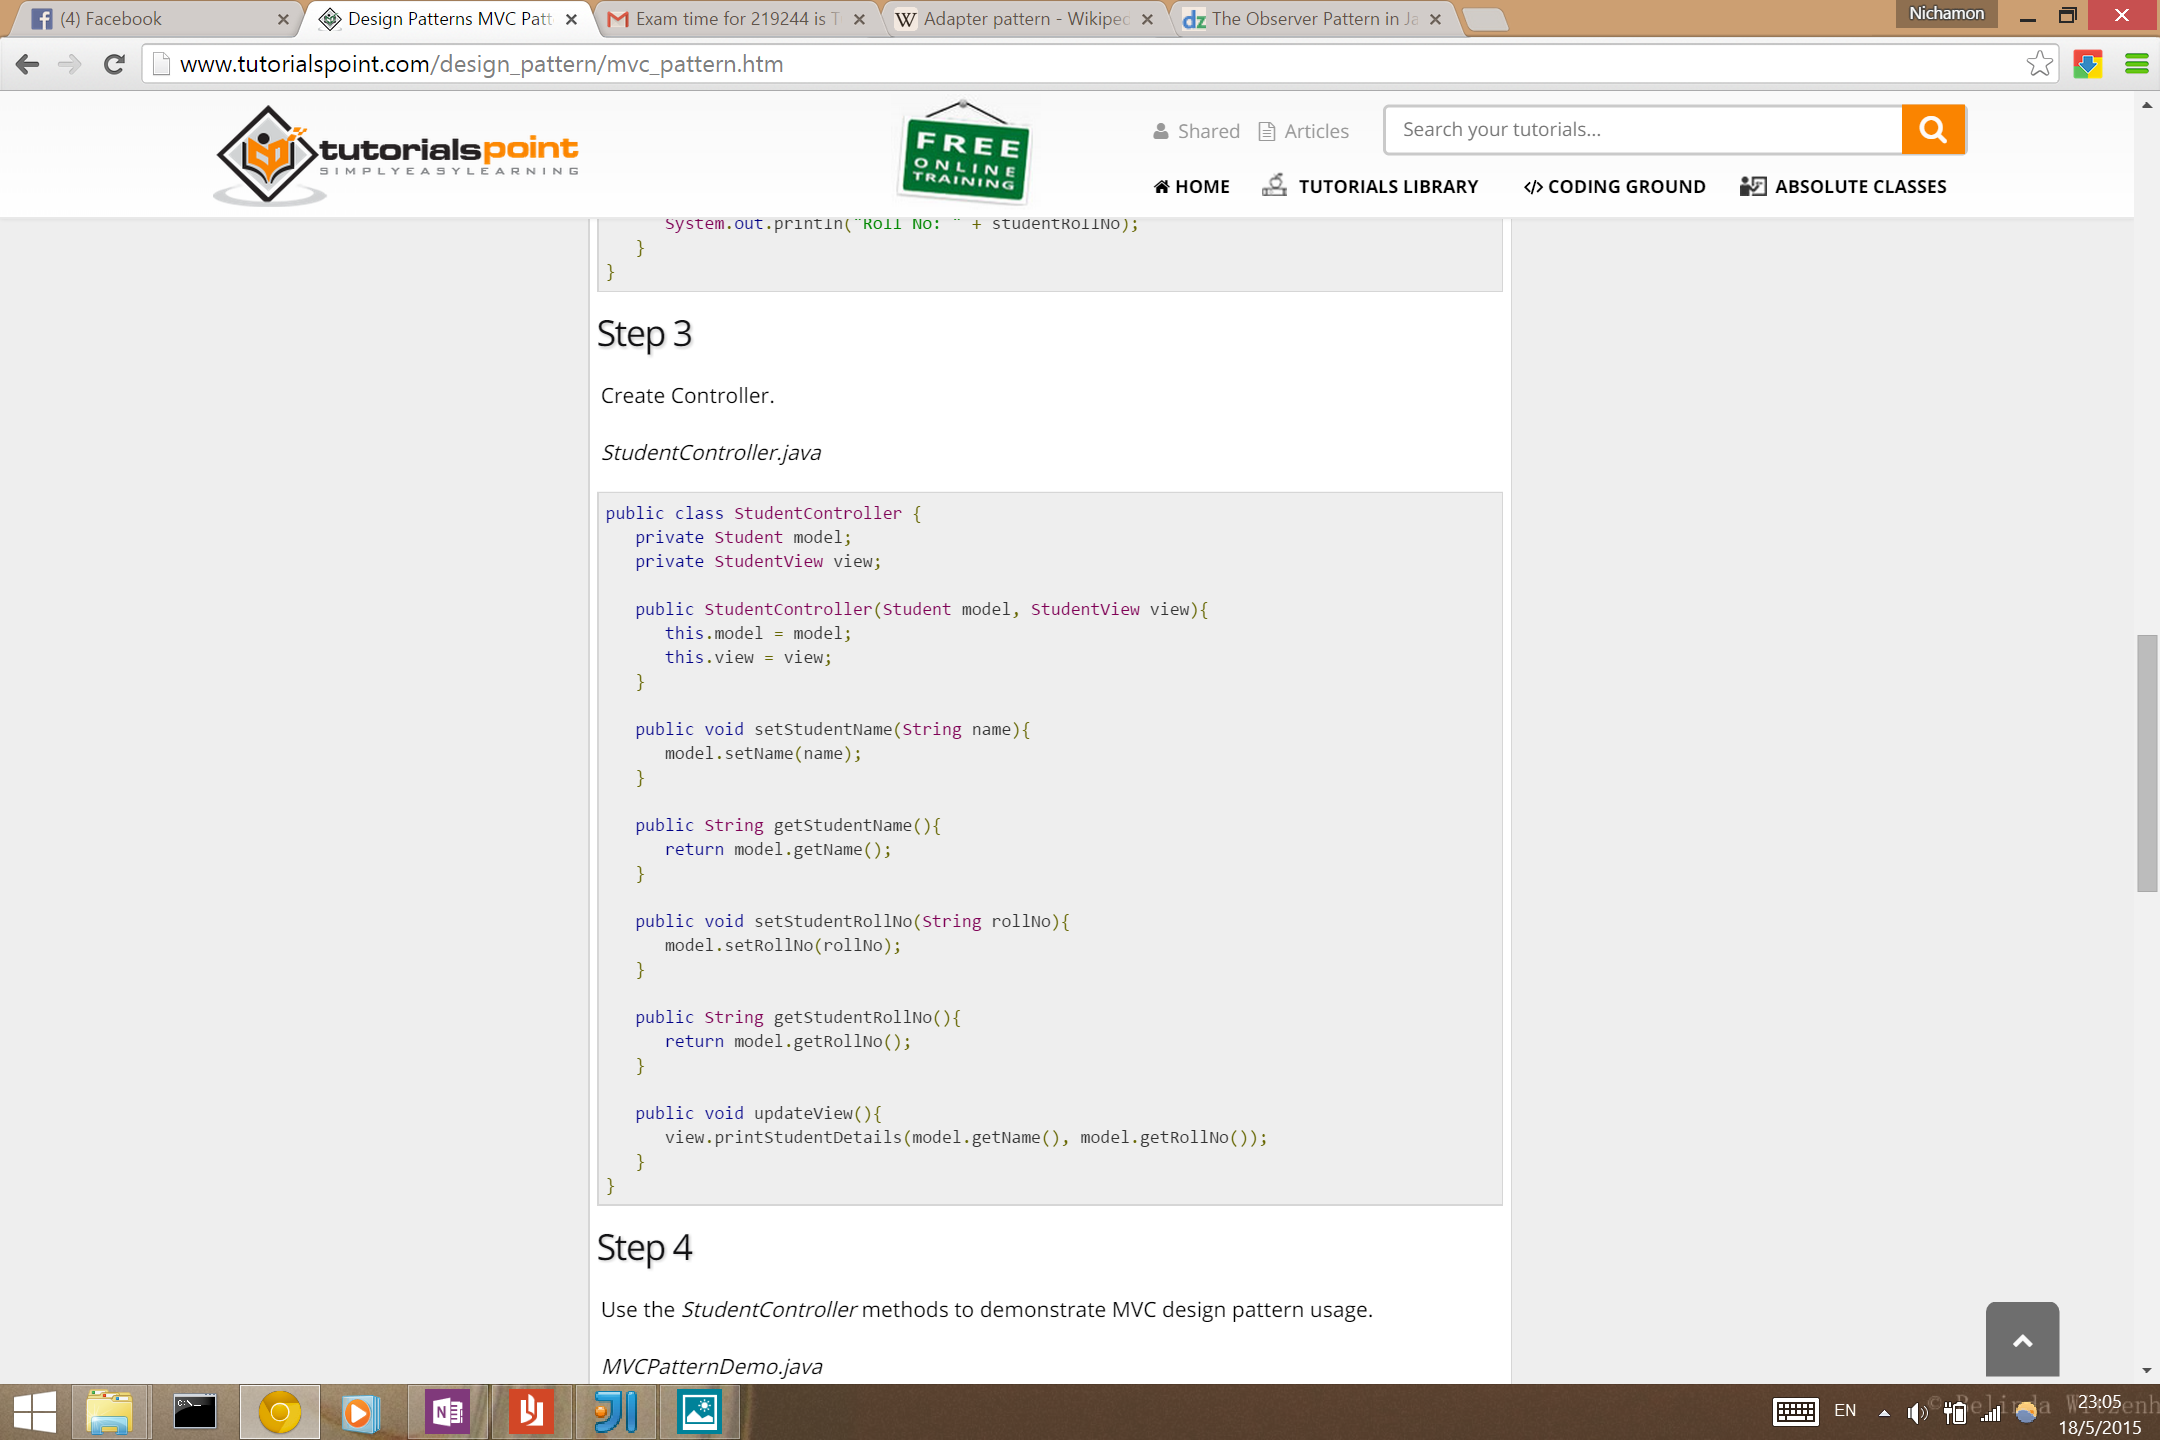 (4) Facebook
Design Patterns MVC Patt
Exam time for 219244 is T
Adapter pattern - Wikiped
The Observer Pattern in Ja
Nichamon
www.tutorialspoint.com/design_pattern/mvc_pattern.htm
tutorialspoint
SIMPLYEASYLEARNING
FREE
ONLINE
TRAINING
Shared
Articles
Search your tutorials...
HOME
TUTORIALS LIBRARY
</> CODING GROUND
ABSOLUTE CLASSES
System.out.println("Roll No: " + studentRollNo);
}
}
Step 3
Create Controller.
StudentController.java
public class StudentController {
private Student model;
private StudentView view;
public StudentController(Student model, StudentView view){
this.model = model;
this.view = view;
}
public void setStudentName(String name){
model.setName(name);
}
public String getStudentName(){
return model.getName();
}
public void setStudentRollNo(String rollNo){
model.setRollNo(rollNo);
}
public String getStudentRollNo(){
return model.getRollNo();
}
public void updateView(){
view.printStudentDetails(model.getName(), model.getRollNo());
}
}
Step 4
Use the StudentController methods to demonstrate MVC design pattern usage.
MVCPatternDemo.java
EN
23:05
18/5/2015